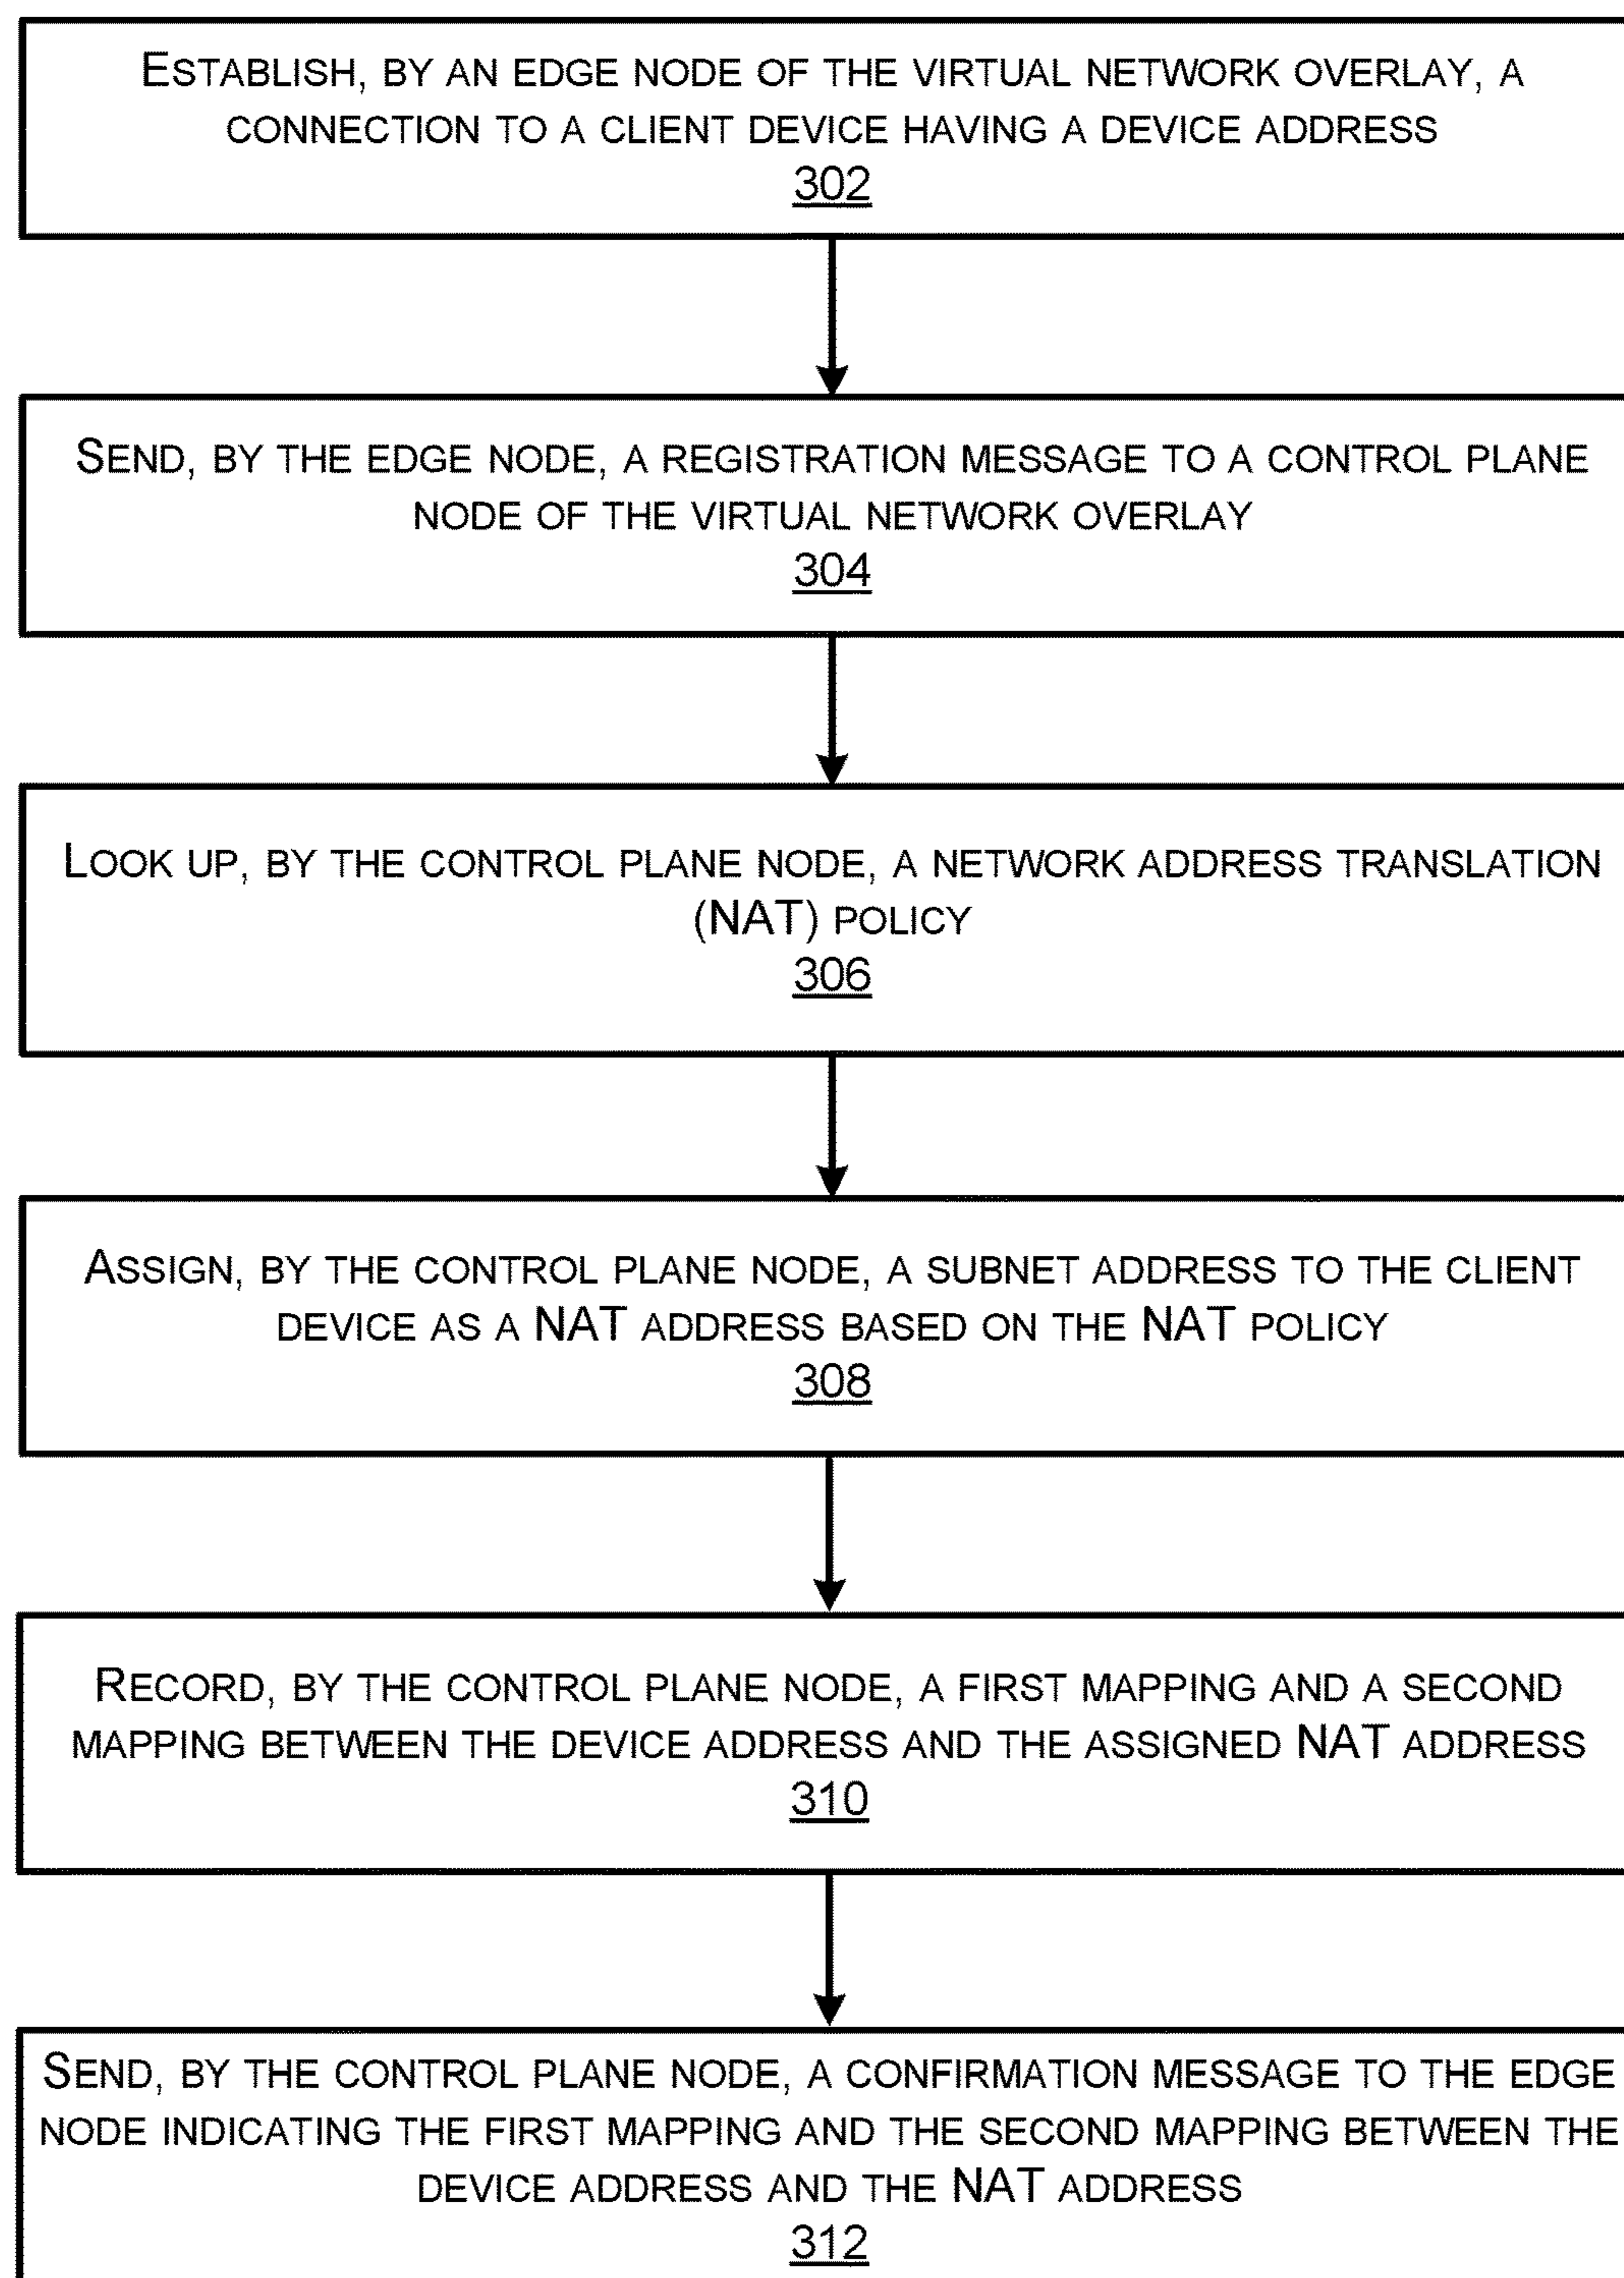 ESTABLISH, BY AN EDGE NODE OF THE VIRTUAL NETWORK OVERLAY, A
CONNECTION TO A CLIENT DEVICE HAVING A DEVICE ADDRESS
302
SEND, BY THE EDGE NODE, A REGISTRATION MESSAGE TO A CONTROL PLANE
NODE OF THE VIRTUAL NETWORK OVERLAY
304
LOOK UP, BY THE CONTROL PLANE NODE, A NETWORK ADDRESS TRANSLATION
(NAT) POLICY
306
ASSIGN, BY THE CONTROL PLANE NODE, A SUBNET ADDRESS TO THE CLIENT
DEVICE AS A NAT ADDRESS BASED ON THE NAT POLICY
308
RECORD, BY THE CONTROL PLANE NODE, A FIRST MAPPING AND A SECOND
MAPPING BETWEEN THE DEVICE ADDRESS AND THE ASSIGNED NAT ADDRESS
310
SEND, BY THE CONTROL PLANE NODE, A CONFIRMATION MESSAGE TO THE EDGE
NODE INDICATING THE FIRST MAPPING AND THE SECOND MAPPING BETWEEN THE
DEVICE ADDRESS AND THE NAT ADDRESS
312